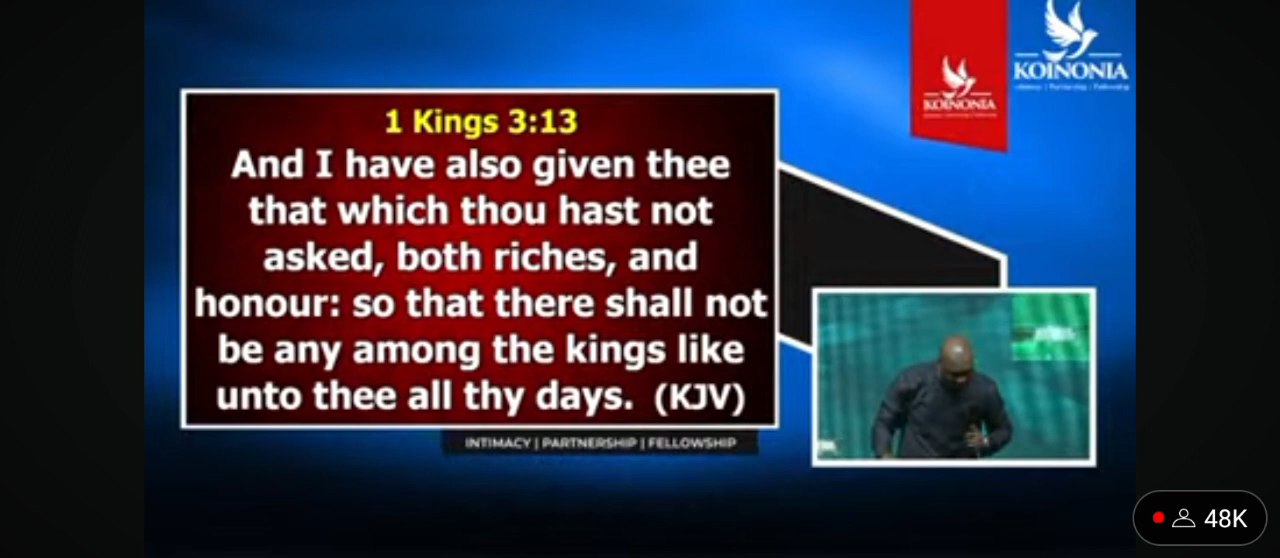 1 Kings 3:13
And I have also given thee
that which thou hast not
asked, both riches, and
honour: so that there shall not
be any among the kings like
unto thee all thy days. (KJV)
INTIMACY | PARTNERSHIP | FELLOWSHIP
KOINONIA
KOINONIA
48K